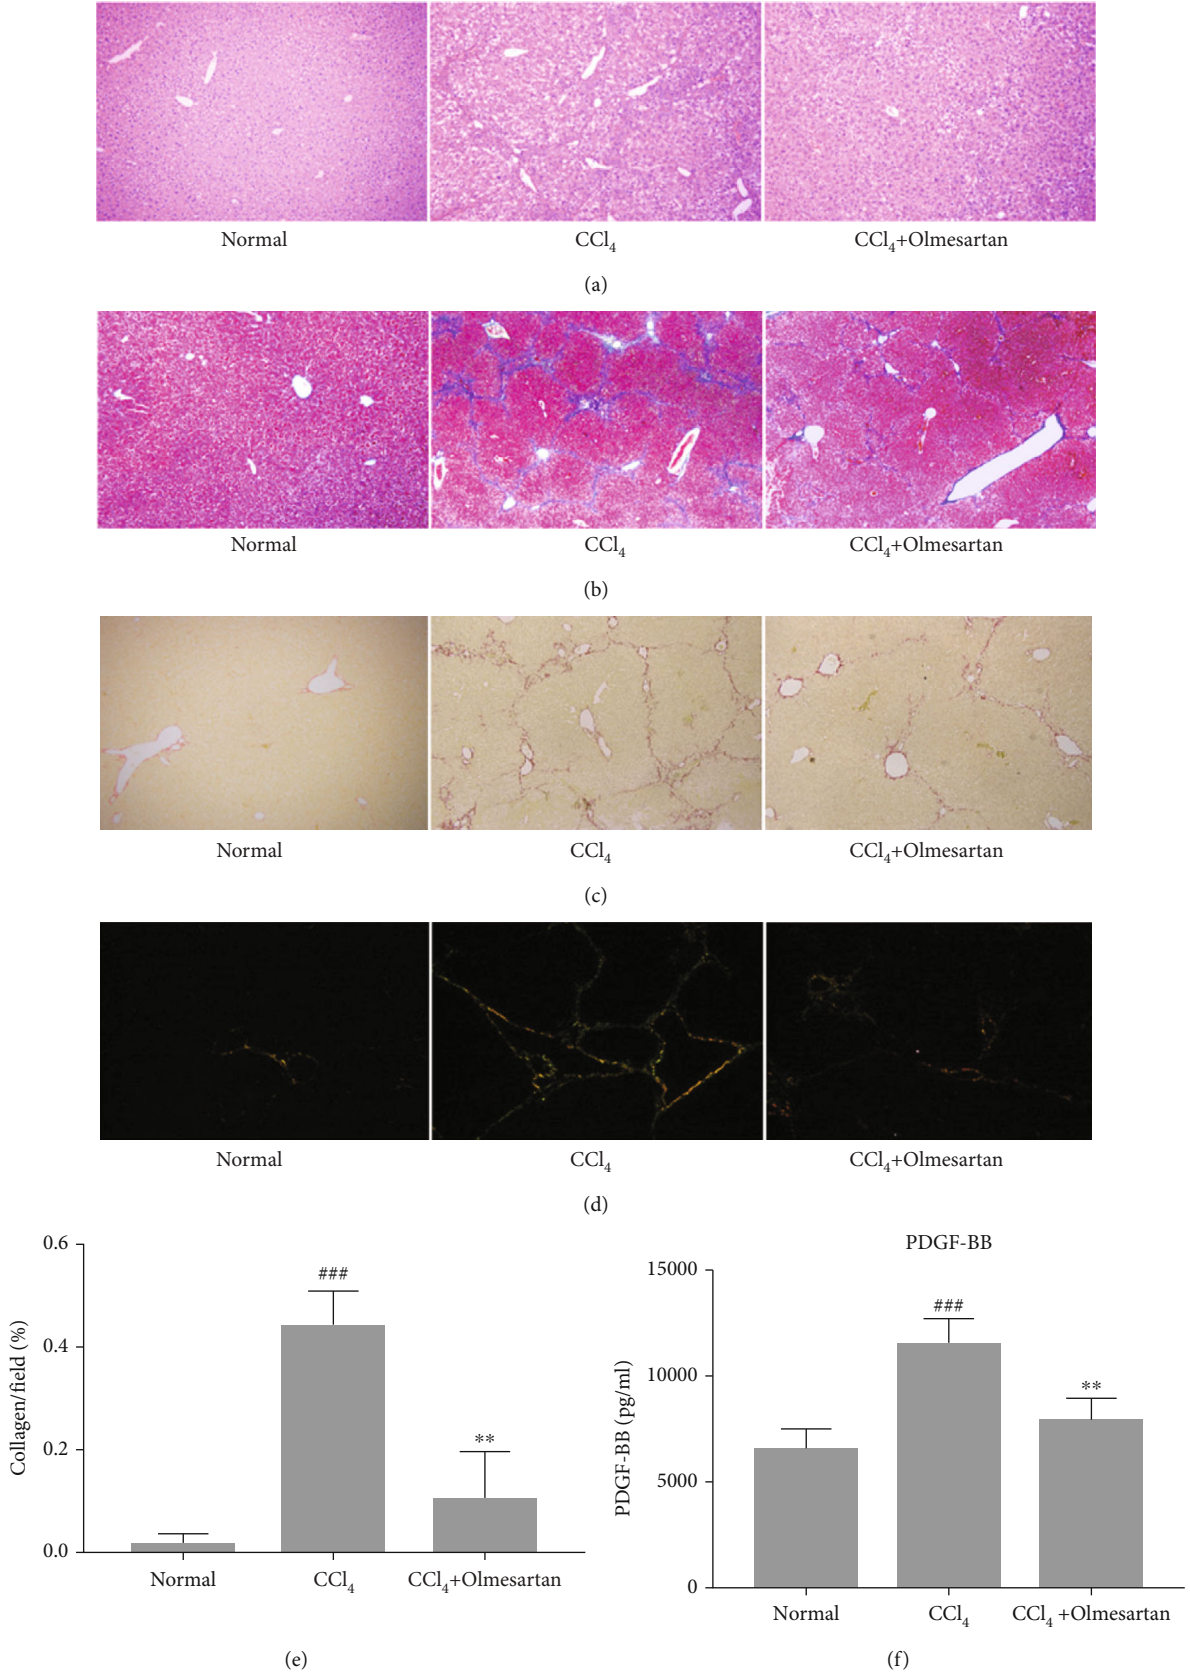 Normal
CCl4
CCl4+Olmesartan
(a)
Normal
CCl4
CCl4+Olmesartan
(b)
Normal
CCl4
CCl4+Olmesartan
(c)
Normal
CCl4
CCl4+Olmesartan
(d)
0.6
0.4
0.2
0.0
Collagen/field (%)
###
**
Normal
CCl4
CCl4+Olmesartan
(e)
PDGF-BB
15000
10000
5000
0
PDGF-BB (pg/ml)
###
**
Normal
CCl4
CCl4 +Olmesartan
(f)